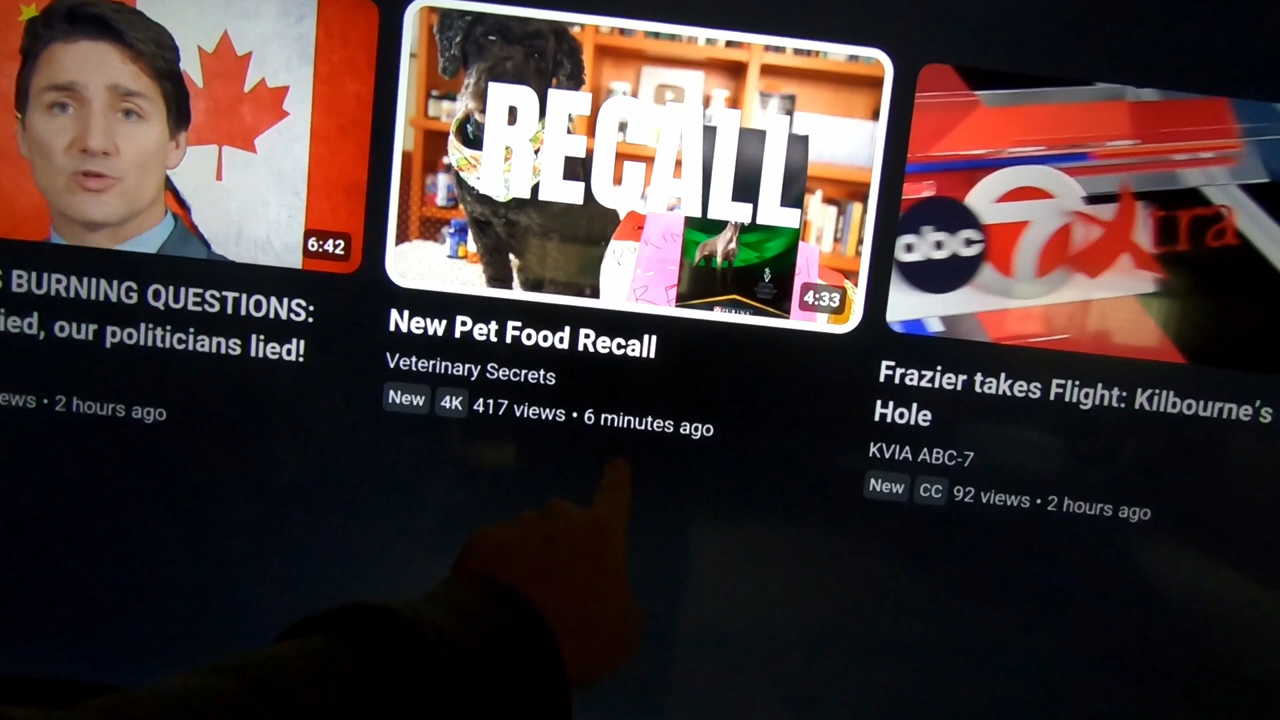 6:42
S BURNING QUESTIONS:
ied, our politicians lied!
ews • 2 hours ago
RECALL
4:33
New Pet Food Recall
Veterinary Secrets
New 4K 417 views • 6 minutes ago
abc 7 Xtra
Frazier takes Flight: Kilbourne's
Hole
KVIA ABC-7
New CC 92 views • 2 hours ago